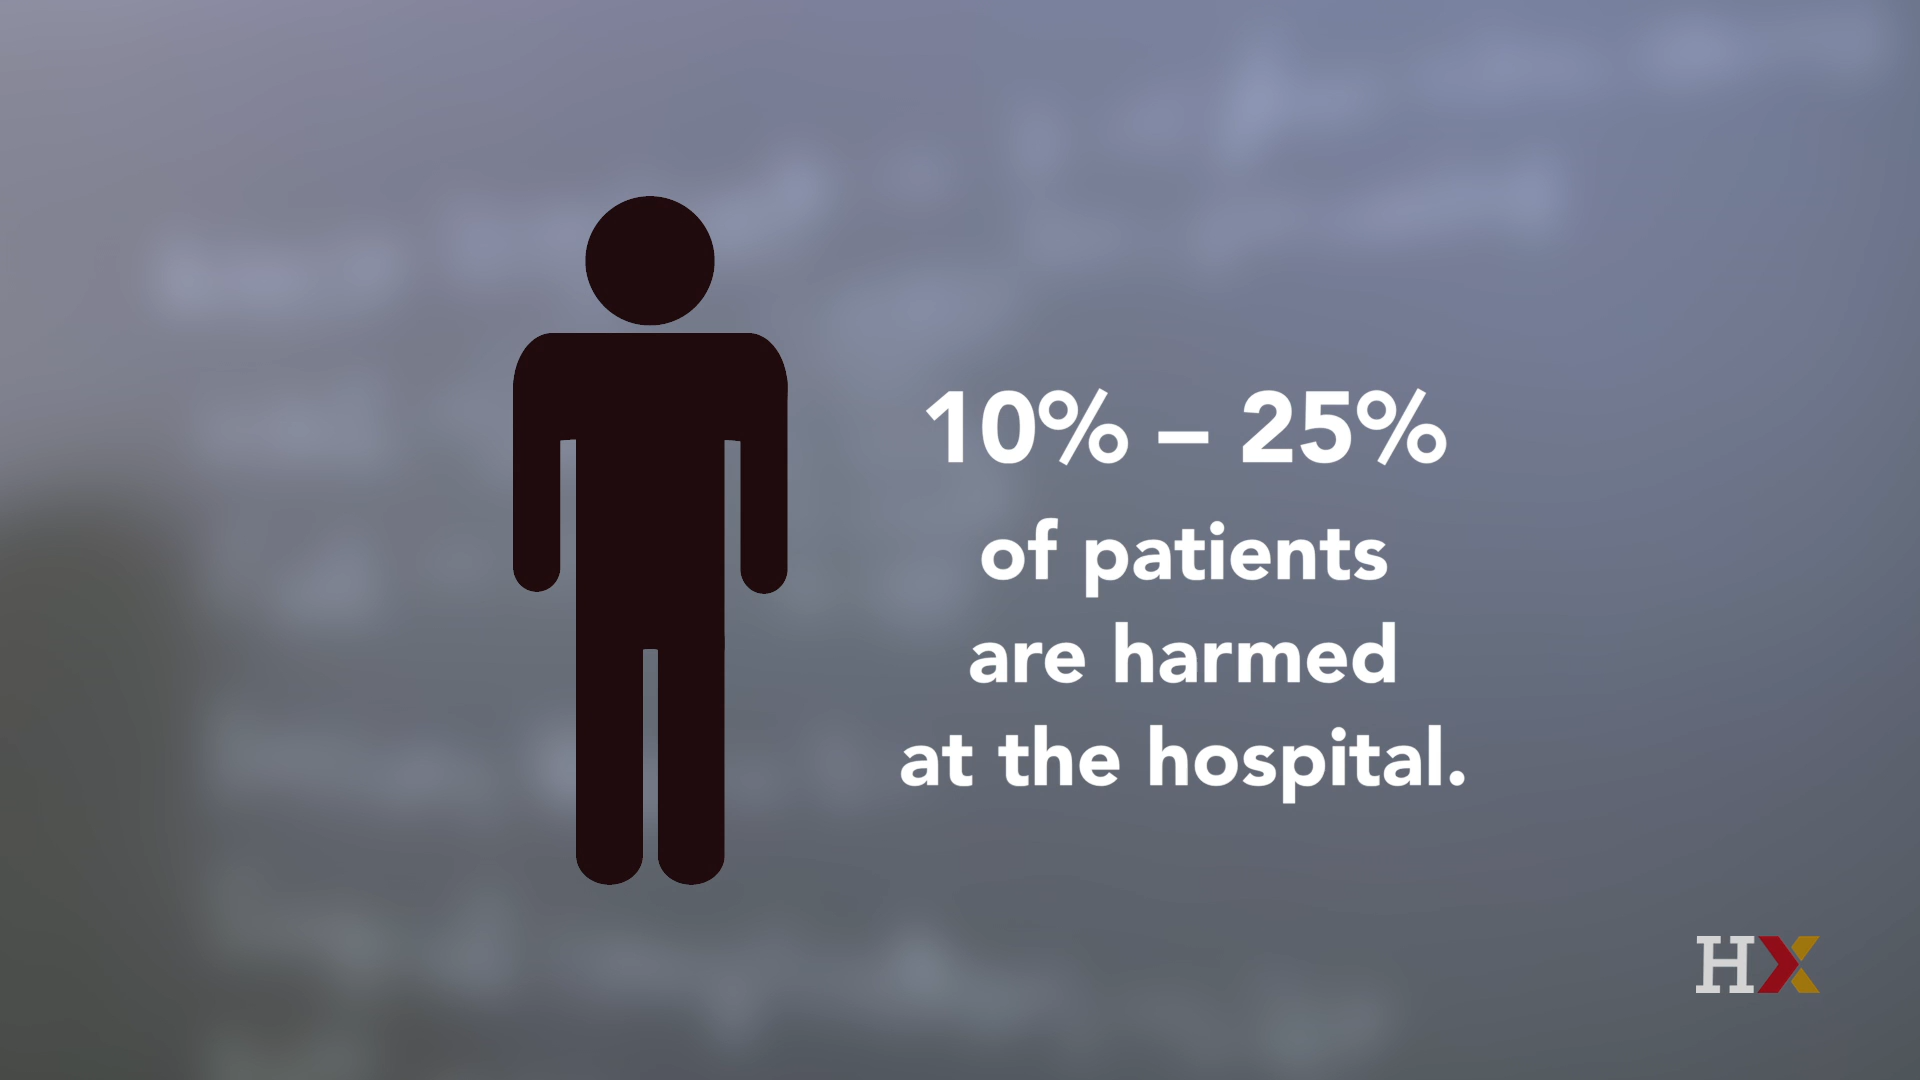 10% – 25%
of patients
are harmed
at the hospital.
HX